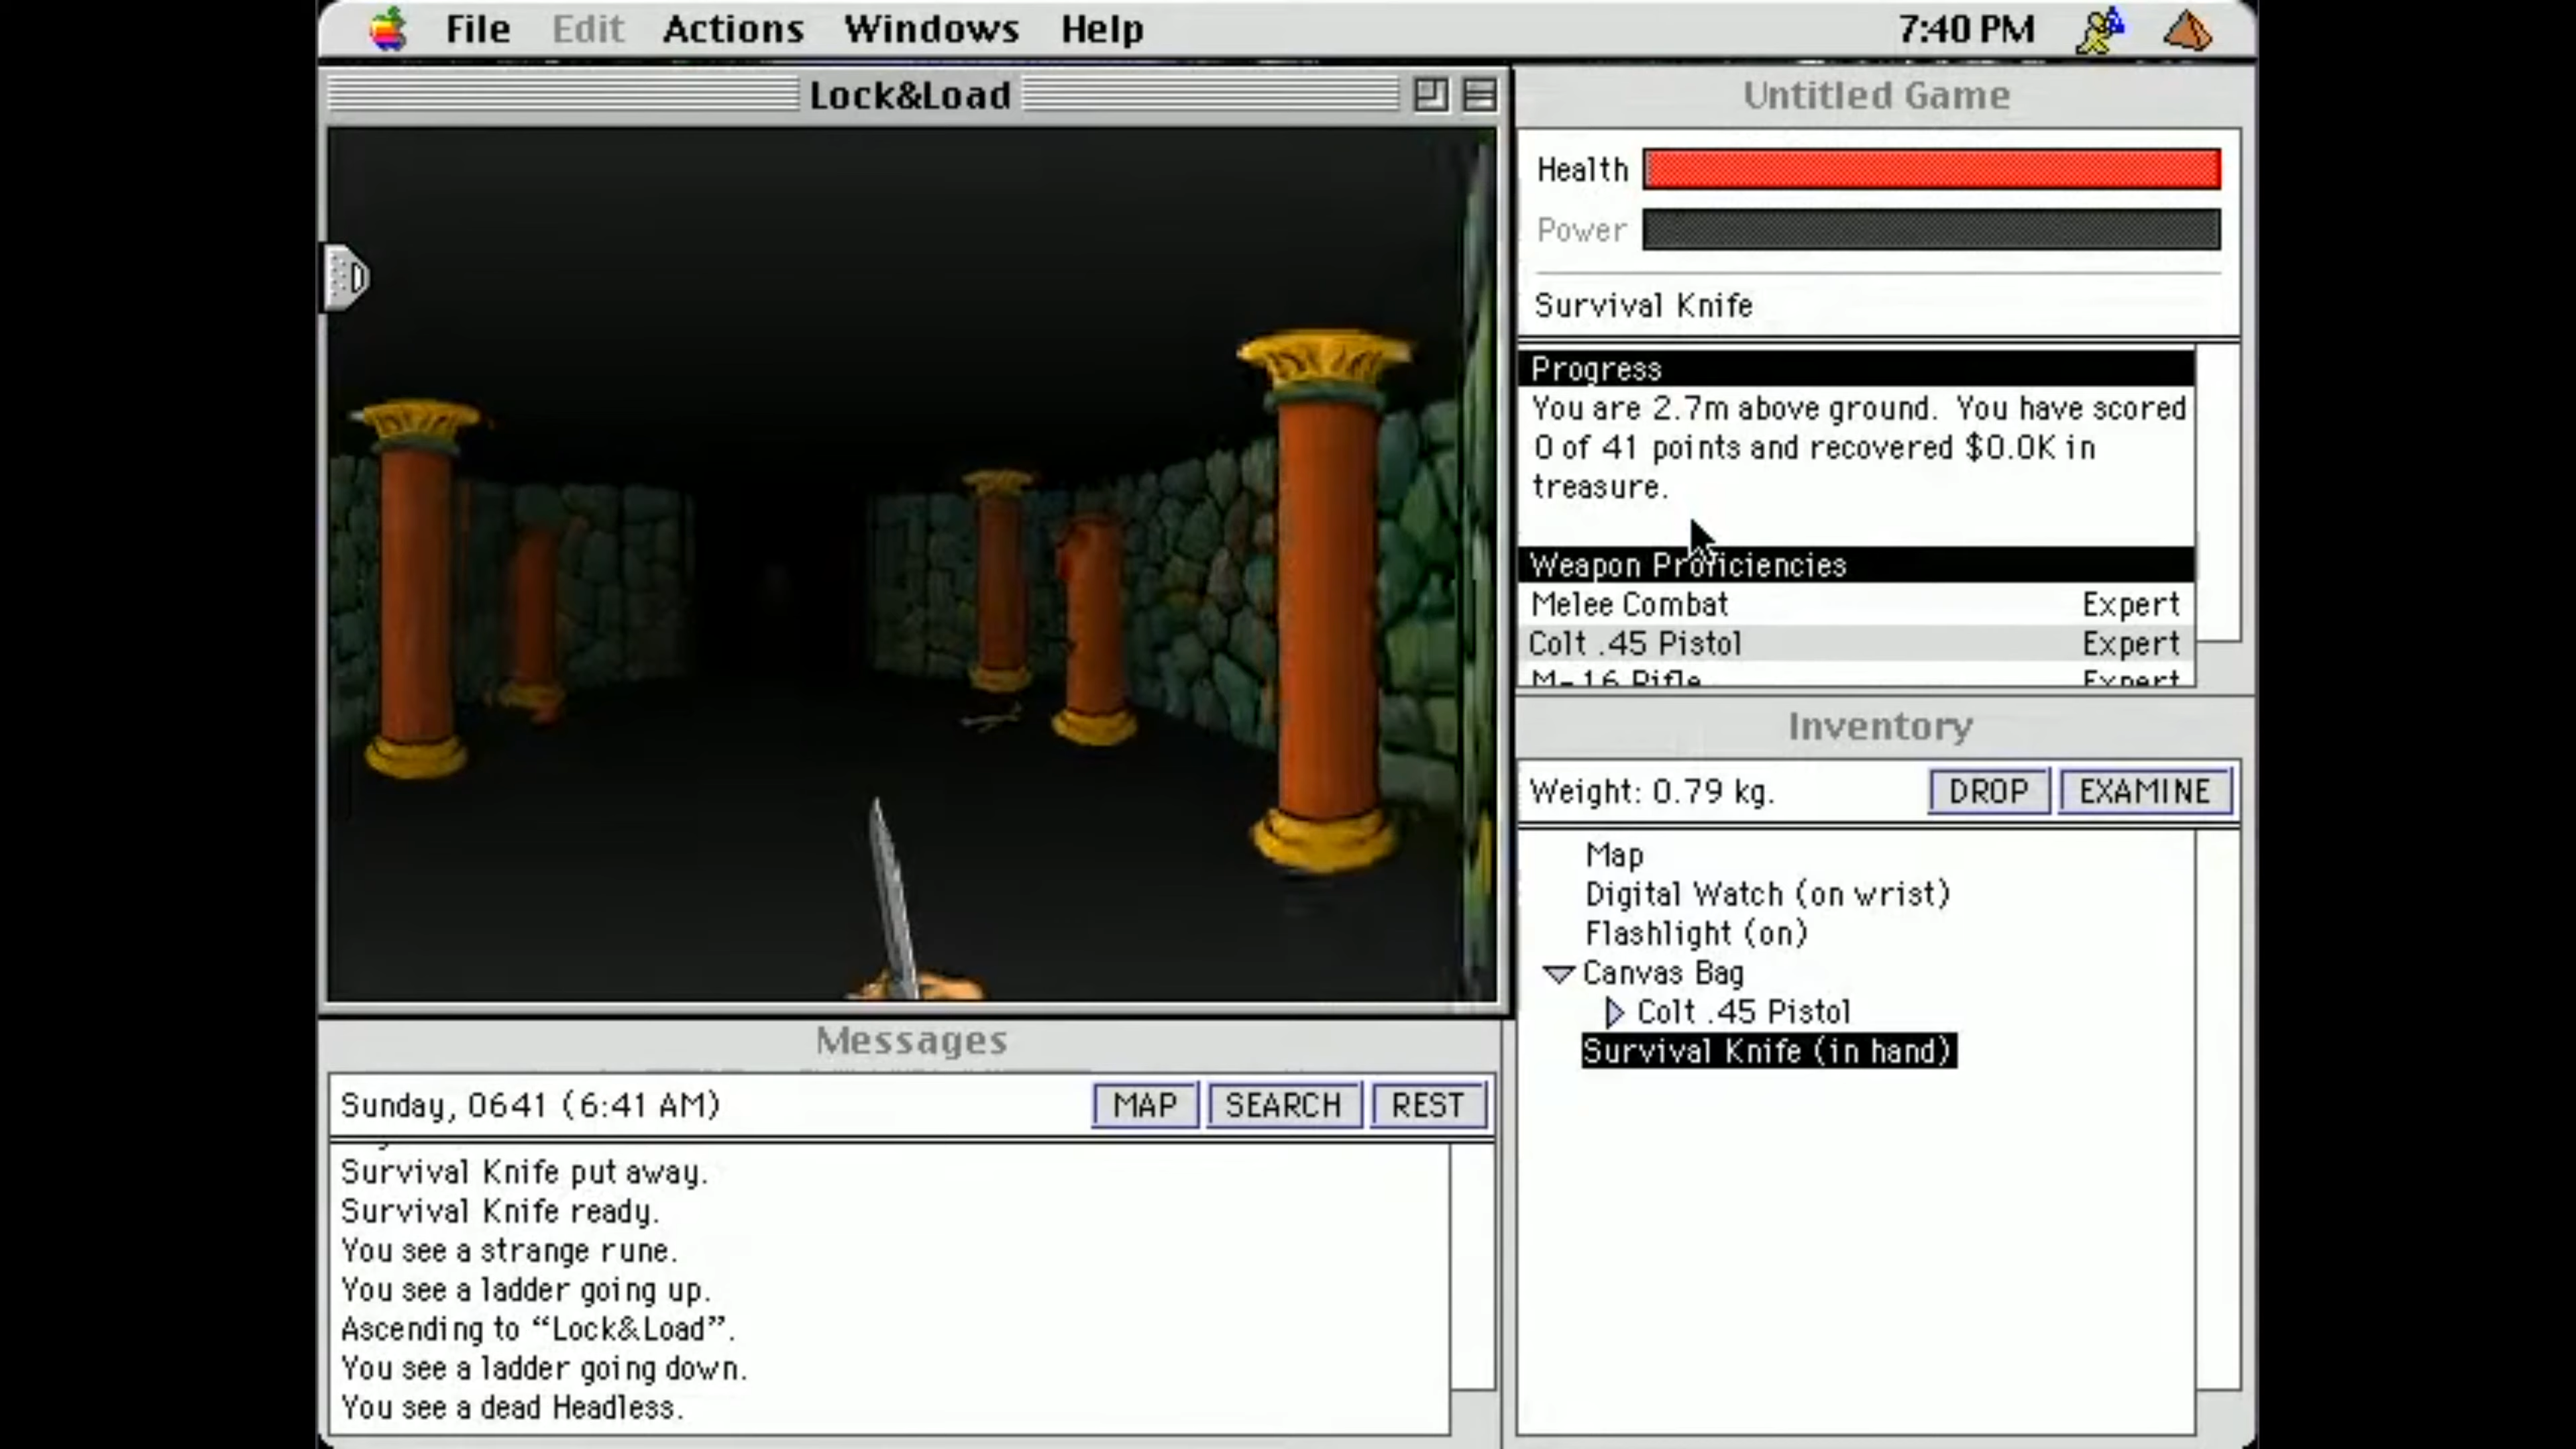 File Edit Actions Windows Help 7:40 PM
Lock&Load
Untitled Game
Health
Power
Survival Knife
Progress
You are 2.7m above ground. You have scored
0 of 41 points and recovered $0.0K in
treasure.
Weapon Proficiencies
Melee Combat Expert
Colt .45 Pistol Expert
M-16 Rifle Expert
Inventory
Weight: 0.79 kg. DROP EXAMINE
Map
Digital Watch (on wrist)
Flashlight (on)
Canvas Bag
Colt .45 Pistol
Survival Knife (in hand)
Messages
Sunday, 0641 (6:41 AM) MAP SEARCH REST
Survival Knife put away.
Survival Knife ready.
You see a strange rune.
You see a ladder going up.
Ascending to “Lock&Load”.
You see a ladder going down.
You see a dead Headless.